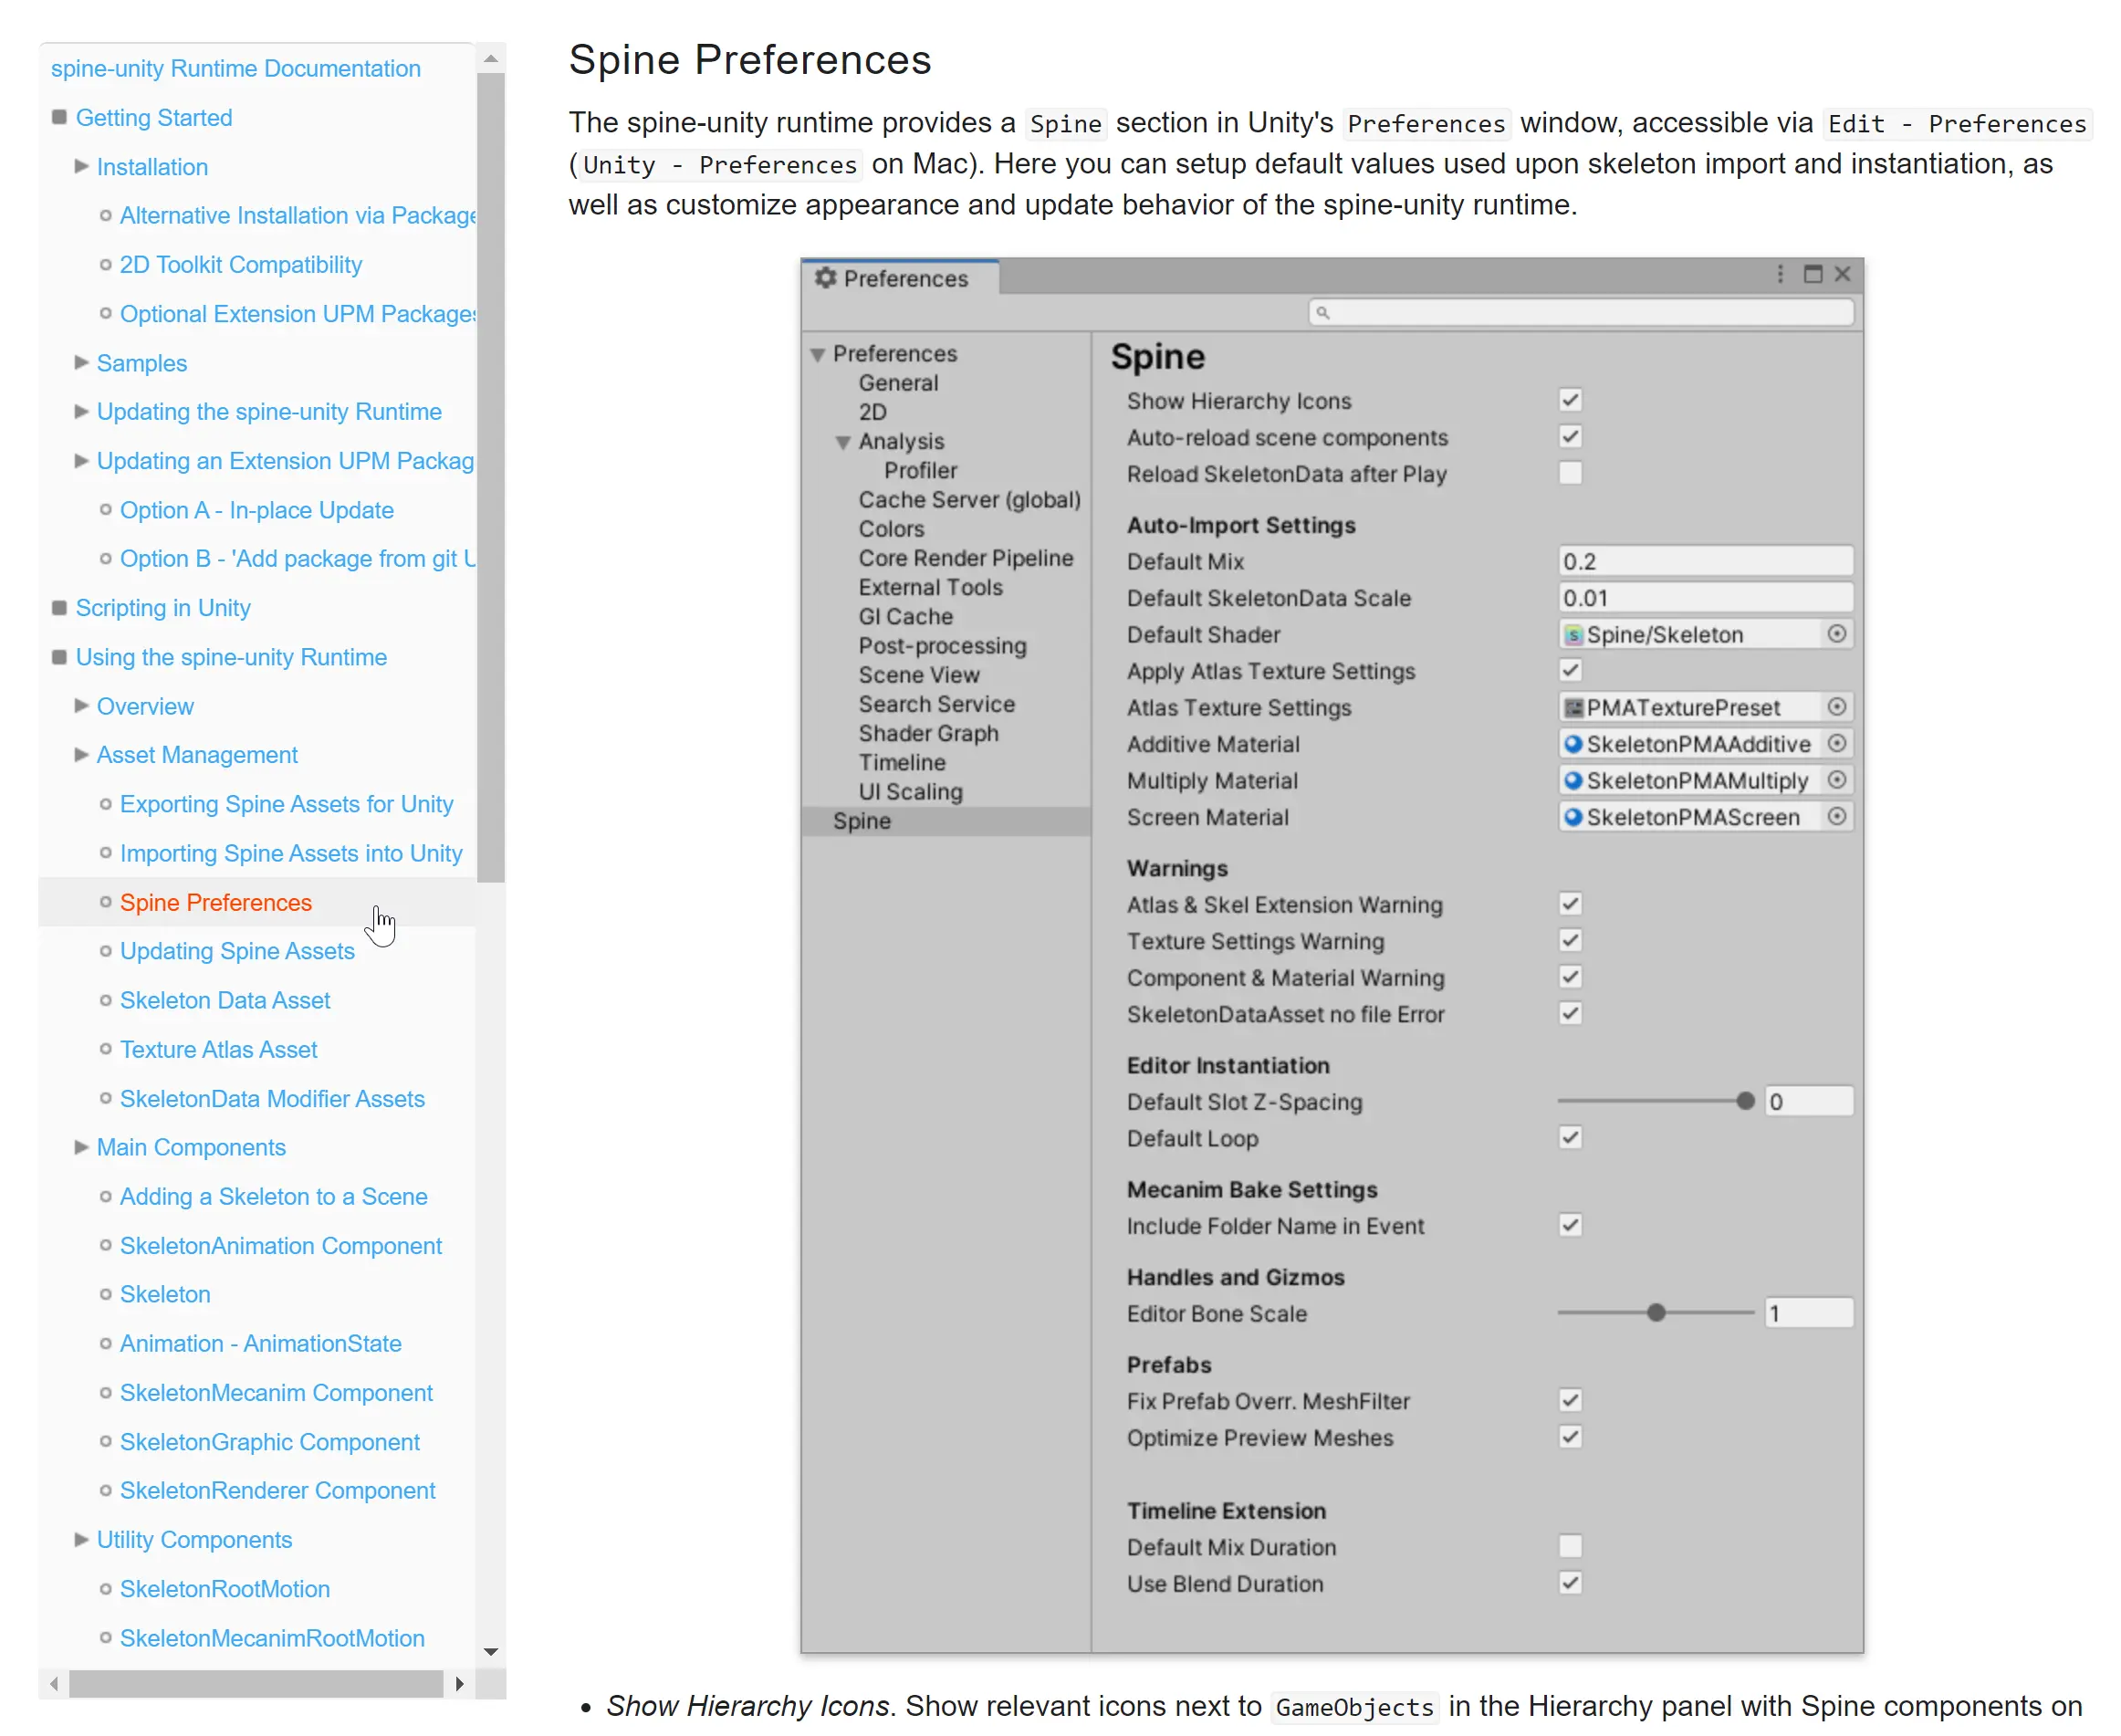 spine-unity Runtime Documentation
Getting Started
Installation
Alternative Installation via Package
2D Toolkit Compatibility
Optional Extension UPM Packages
Samples
Updating the spine-unity Runtime
Updating an Extension UPM Packag
Option A - In-place Update
Option B - 'Add package from git U
Scripting in Unity
Using the spine-unity Runtime
Overview
Asset Management
Exporting Spine Assets for Unity
Importing Spine Assets into Unity
Spine Preferences
Updating Spine Assets
Skeleton Data Asset
Texture Atlas Asset
SkeletonData Modifier Assets
Main Components
Adding a Skeleton to a Scene
SkeletonAnimation Component
Skeleton
Animation - AnimationState
SkeletonMecanim Component
SkeletonGraphic Component
SkeletonRenderer Component
Utility Components
SkeletonRootMotion
SkeletonMecanimRootMotion
Spine Preferences
The spine-unity runtime provides a Spine section in Unity's Preferences window, accessible via Edit - Preferences
(Unity - Preferences on Mac). Here you can setup default values used upon skeleton import and instantiation, as
well as customize appearance and update behavior of the spine-unity runtime.
Preferences
Preferences
General
2D
Analysis
Profiler
Cache Server (global)
Colors
Core Render Pipeline
External Tools
GI Cache
Post-processing
Scene View
Search Service
Shader Graph
Timeline
UI Scaling
Spine
Spine
Show Hierarchy Icons
Auto-reload scene components
Reload SkeletonData after Play
Auto-Import Settings
Default Mix 0.2
Default SkeletonData Scale 0.01
Default Shader Spine/Skeleton
Apply Atlas Texture Settings
Atlas Texture Settings PMATexturePreset
Additive Material SkeletonPMAAdditive
Multiply Material SkeletonPMAMultiply
Screen Material SkeletonPMAScreen
Warnings
Atlas & Skel Extension Warning
Texture Settings Warning
Component & Material Warning
SkeletonDataAsset no file Error
Editor Instantiation
Default Slot Z-Spacing 0
Default Loop
Mecanim Bake Settings
Include Folder Name in Event
Handles and Gizmos
Editor Bone Scale 1
Prefabs
Fix Prefab Overr. MeshFilter
Optimize Preview Meshes
Timeline Extension
Default Mix Duration
Use Blend Duration
• Show Hierarchy Icons. Show relevant icons next to GameObjects in the Hierarchy panel with Spine components on